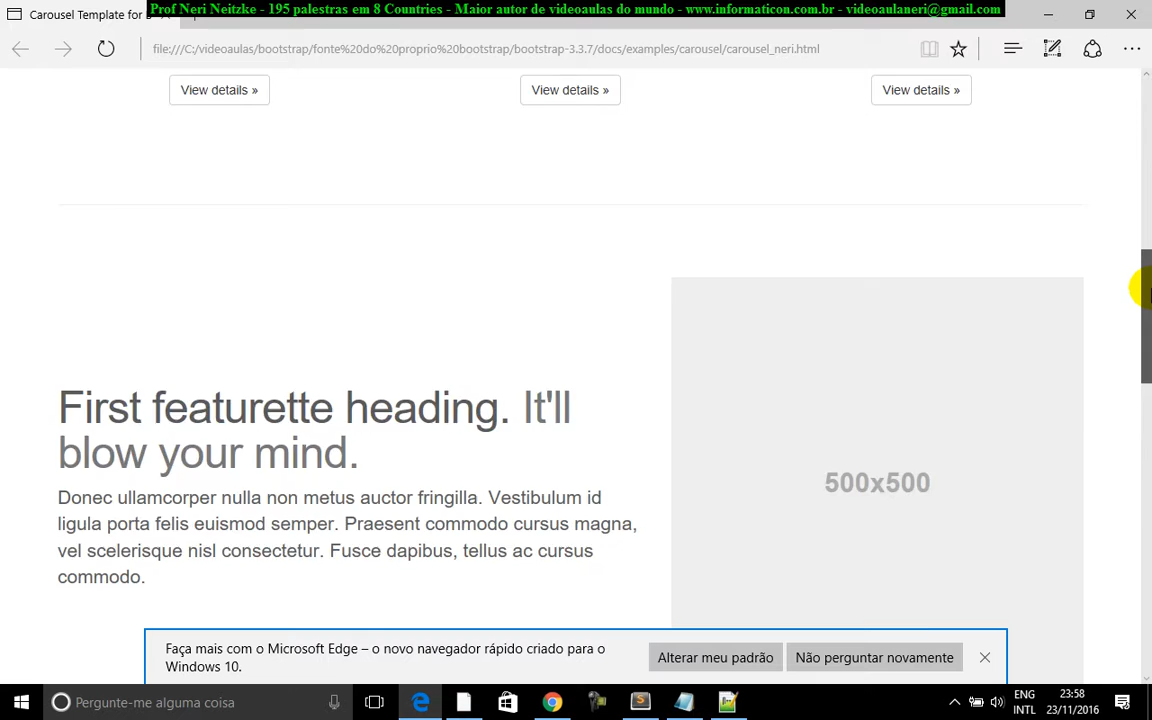 Prof Neri Neitzke - 195 palestras em 8 Countries - Maior autor de videoaulas do mundo - www.informaticon.com.br - videoaulaneri@gmail.com
Carousel Template for B
file:///C:/videoaulas/bootstrap/fonte%20do%20proprio%20bootstrap/bootstrap-3.3.7/docs/examples/carousel/carousel_neri.html
View details » View details » View details »
First featurette heading. It'll
blow your mind.
Donec ullamcorper nulla non metus auctor fringilla. Vestibulum id
ligula porta felis euismod semper. Praesent commodo cursus magna,
vel scelerisque nisl consectetur. Fusce dapibus, tellus ac cursus
commodo.
500x500
Faça mais com o Microsoft Edge – o novo navegador rápido criado para o
Windows 10.
Alterar meu padrão Não perguntar novamente
Pergunte-me alguma coisa
ENG 23:58
INTL 23/11/2016